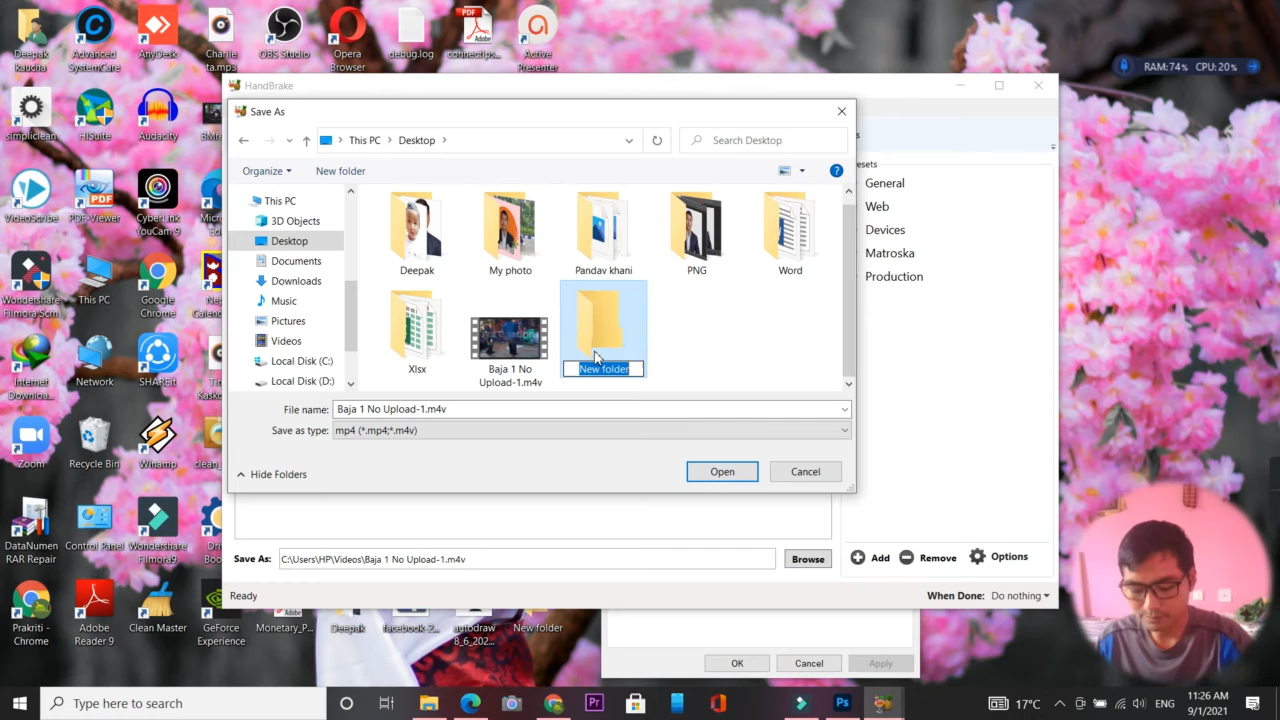 Deepak kaucha
Advanced SystemCare
AnyDesk
Charlie
ta.mp3
OBS Studio
Opera Browser
debug.log
connectips...
Active Presenter
RAM:74% CPU:20%
HandBrake
Save As
This PC
Desktop
Search Desktop
Organize
New folder
This PC
3D Objects
Desktop
Documents
Downloads
Music
Pictures
Videos
Local Disk (C:)
Local Disk (D:)
Deepak
My photo
Pandav khani
PNG
Word
Xlsx
Baja 1 No Upload-1.m4v
New folder
File name:
Baja 1 No Upload-1.m4v
Save as type:
mp4 (*.mp4;*.m4v)
Hide Folders
Open
Cancel
General
Web
Devices
Matroska
Production
Save As:
C:\Users\HP\Videos\Baja 1 No Upload-1.m4v
Browse
Add
Remove
Options
Ready
When Done:
Do nothing
simpliclean
HiSuite
Audacity
VideoScribe
PDF-Viewer
CyberLink YouCam 9
Wondershare Filmora Scrn
This PC
Google Chrome
Internet Downloa...
Network
SHAREit
Zoom
Recycle Bin
Winamp
DataNumen RAR Repair
Control Panel
Wondershare Filmora9
Prakriti - Chrome
Adobe Reader 9
Clean Master
GeForce Experience
Monetary_P...
Deepak
facebook-2...
autodraw 8_6_202...
New folder
OK
Cancel
Apply
Type here to search
17°C
11:26 AM
9/1/2021